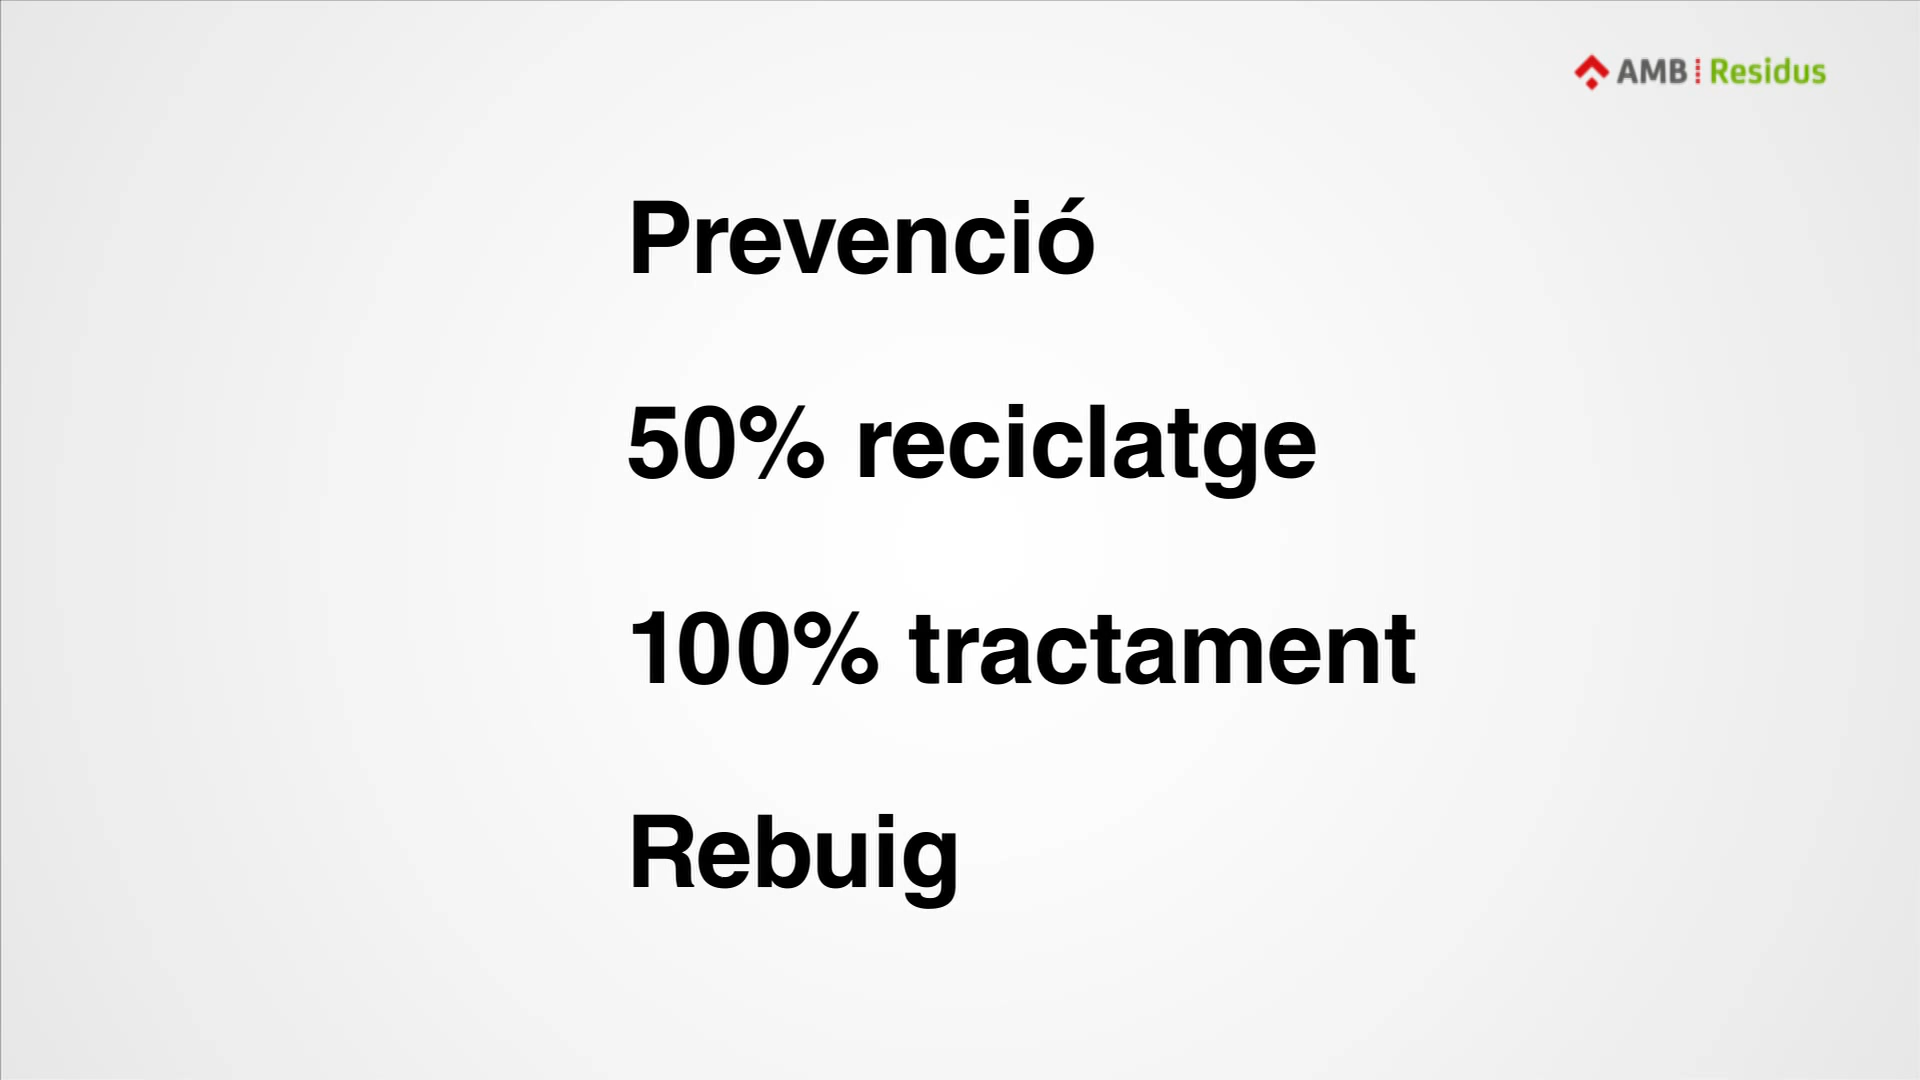 AMB Residus
Prevenció
50% reciclatge
100% tractament
Rebuig